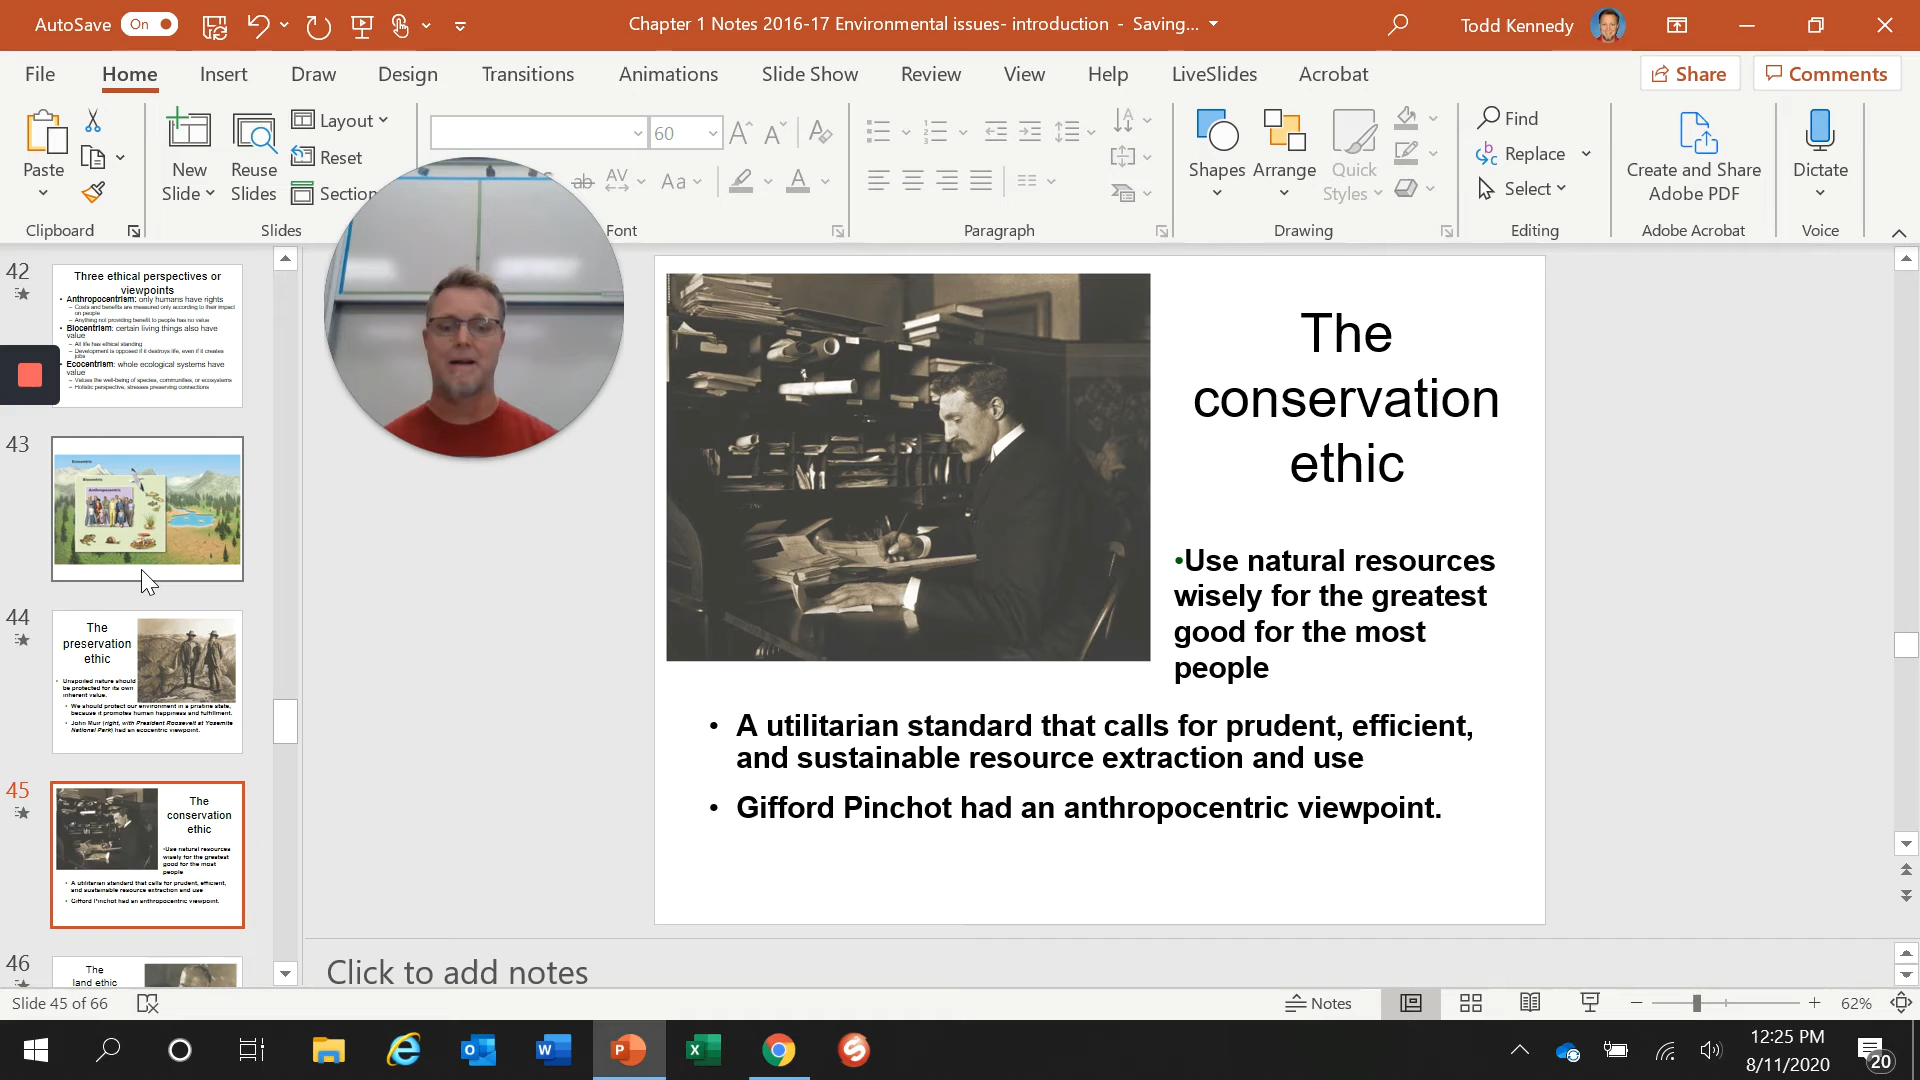 AutoSave On
Chapter 1 Notes 2016-17 Environmental issues- introduction - Saving...
Todd Kennedy
File Home Insert Draw Design Transitions Animations Slide Show Review View Help LiveSlides Acrobat
Share Comments
Paste
Clipboard
New
Slide
Reuse
Slides
Layout
Reset
Section
Slides
60
ab AV Aa A
Font
Paragraph
Shapes Arrange Quick
Styles
Drawing
Find
Replace
Select
Editing
Create and Share
Adobe PDF
Adobe Acrobat
Dictate
Voice
42
Three ethical perspectives or
viewpoints
• Anthropocentrism: only humans have rights
– Costs and benefits are measured only according to their impact
on people
– Anything not providing benefit to people has no value
• Biocentrism: certain living things also have
value
– All life has ethical standing
– Development is opposed if it destroys life, even if it creates
jobs
• Ecocentrism: whole ecological systems have
value
– Values the well-being of species, communities, or ecosystems
– Holistic perspective, stresses preserving connections
43
Ecocentric
Biocentric
Anthropocentric
44
The
preservation
ethic
• Unspoiled nature should
be protected for its own
inherent value.
• We should protect our environment in a pristine state,
because it promotes human happiness and fulfillment.
• John Muir (right, with President Roosevelt at Yosemite
National Park) had an ecocentric viewpoint.
45
The
conservation
ethic
•Use natural resources
wisely for the greatest
good for the most
people
• A utilitarian standard that calls for prudent, efficient,
and sustainable resource extraction and use
• Gifford Pinchot had an anthropocentric viewpoint.
46
The
land ethic
The
conservation
ethic
•Use natural resources
wisely for the greatest
good for the most
people
• A utilitarian standard that calls for prudent, efficient,
and sustainable resource extraction and use
• Gifford Pinchot had an anthropocentric viewpoint.
Click to add notes
Slide 45 of 66
Notes
62%
12:25 PM
8/11/2020
20